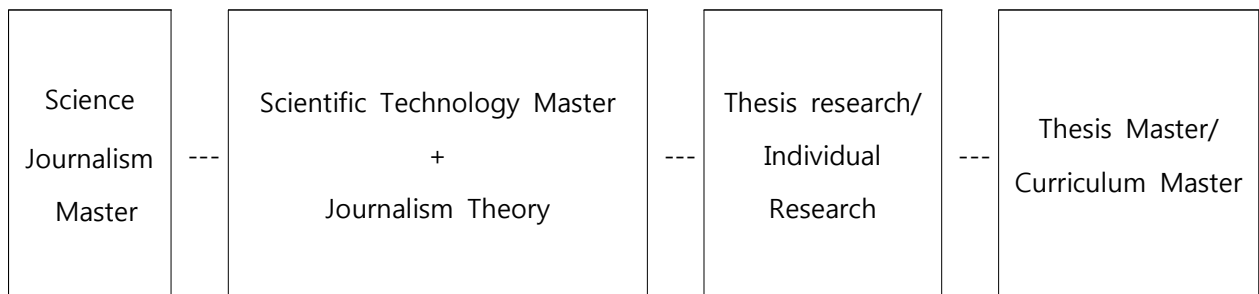 Science
Journalism
Master
---
Scientific Technology Master
+
Journalism Theory
---
Thesis research/
Individual
Research
---
Thesis Master/
Curriculum Master